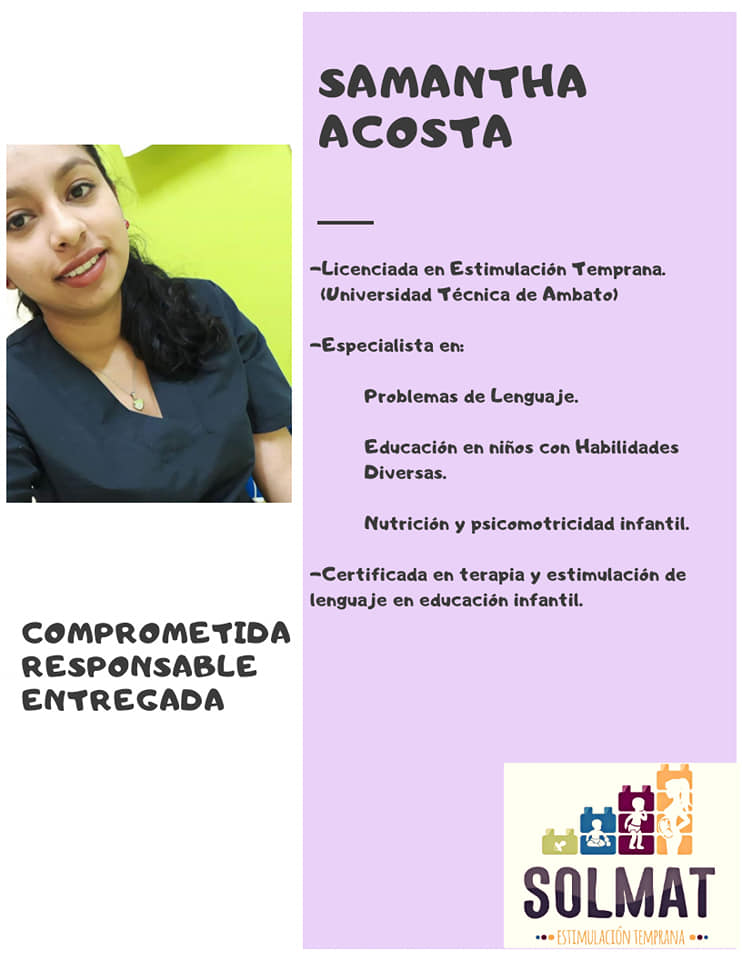 SAMANTHA
ACOSTA
-Licenciada en Estimulación Temprana.
(Universidad Técnica de Ambato)
-Especialista en:
Problemas de Lenguaje.
Educación en niños con Habilidades
Diversas.
Nutrición y psicomotricidad infantil.
-Certificada en terapia y estimulación de
lenguaje en educación infantil.
COMPROMETIDA
RESPONSABLE
ENTREGADA
SOLMAT
ESTIMULACIÓN TEMPRANA